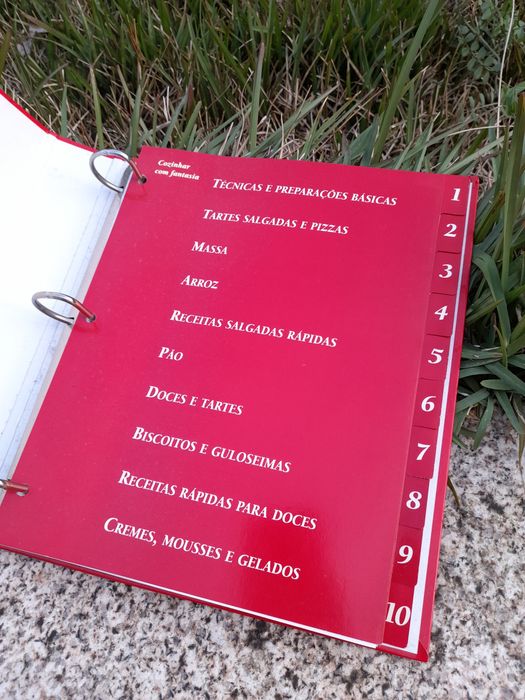 Cozinhar
com fantasia
TÉCNICAS E PREPARAÇÕES BÁSICAS 1
TARTES SALGADAS E PIZZAS 2
MASSA 3
ARROZ 4
RECEITAS SALGADAS RÁPIDAS 5
PÃO 6
DOCES E TARTES 7
BISCOITOS E GULOSEIMAS 8
RECEITAS RÁPIDAS PARA DOCES 9
CREMES, MOUSSES E GELADOS 10